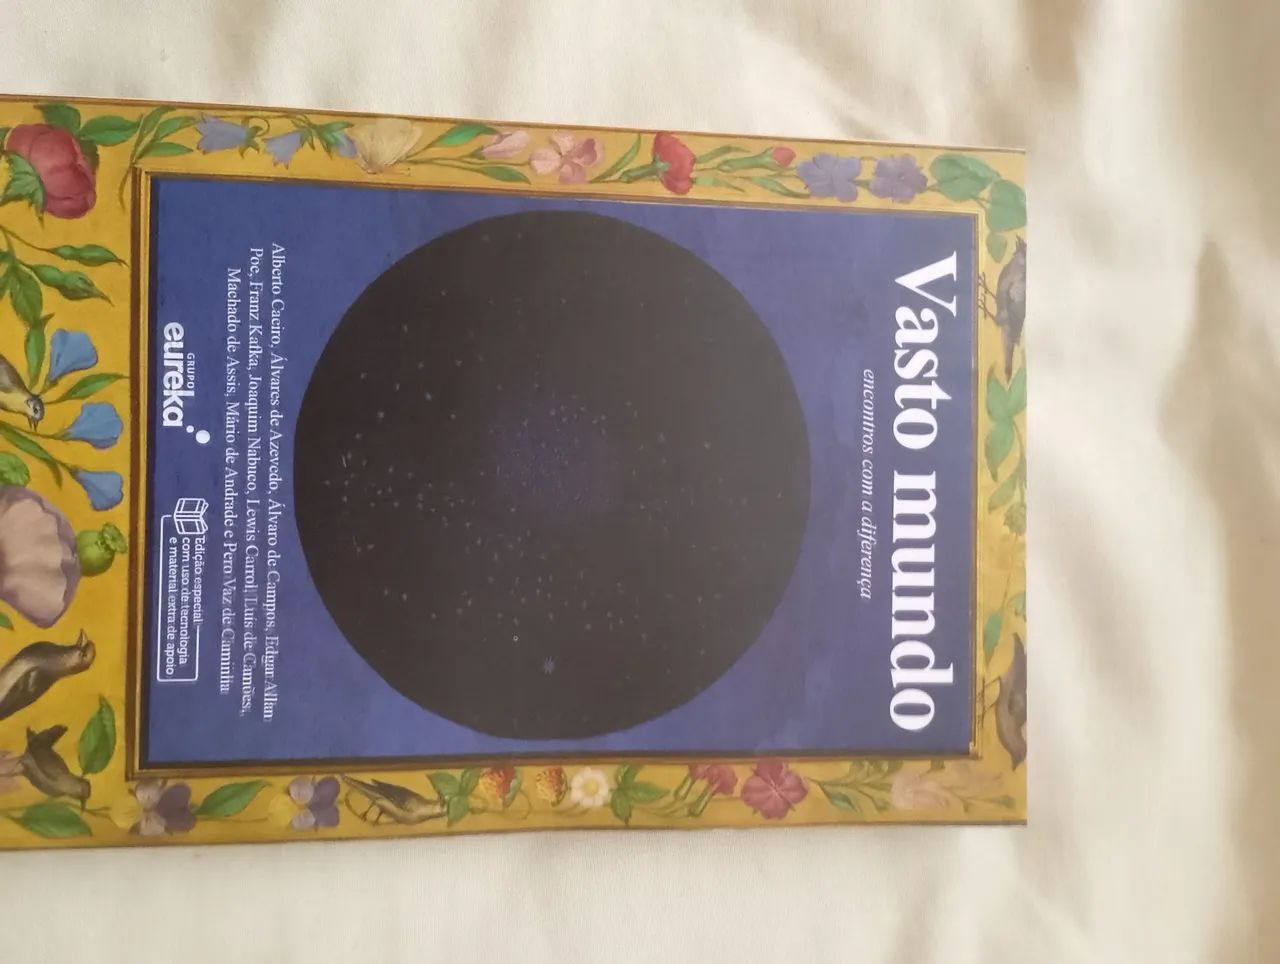 Vasto mundo
encontros com a diferença
Alberto Caeiro, Álvares de Azevedo, Álvaro de Campos, Edgar Allan
Poe, Franz Kafka, Joaquim Nabuco, Lewis Carrol, Luís de Camões,
Machado de Assis, Mário de Andrade e Pero Vaz de Caminha
GRUPO
eureka
Edição especial
com uso de tecnologia
e material extra de apoio